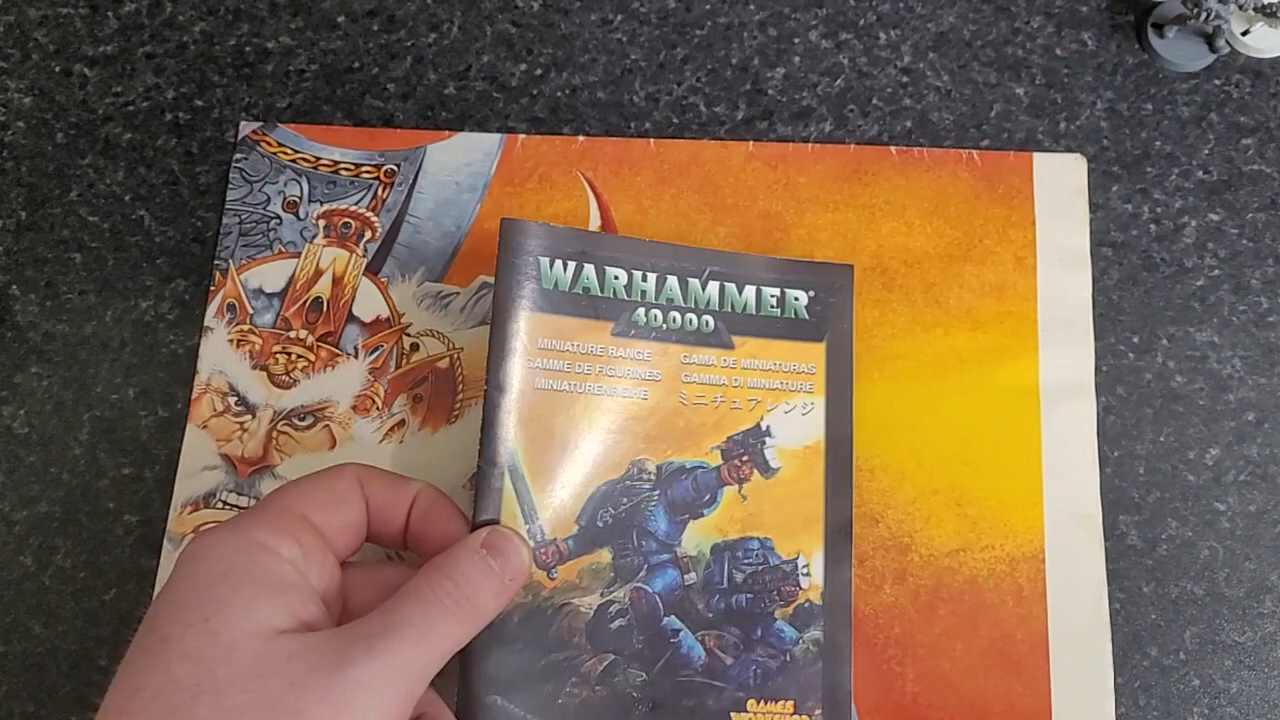 WARHAMMER®
40,000
MINIATURE RANGE
GAMME DE FIGURINES
MINIATURENREIHE
GAMA DE MINIATURAS
GAMMA DI MINIATURE
ミニチュアレンジ
GAMES
WORKSHOP